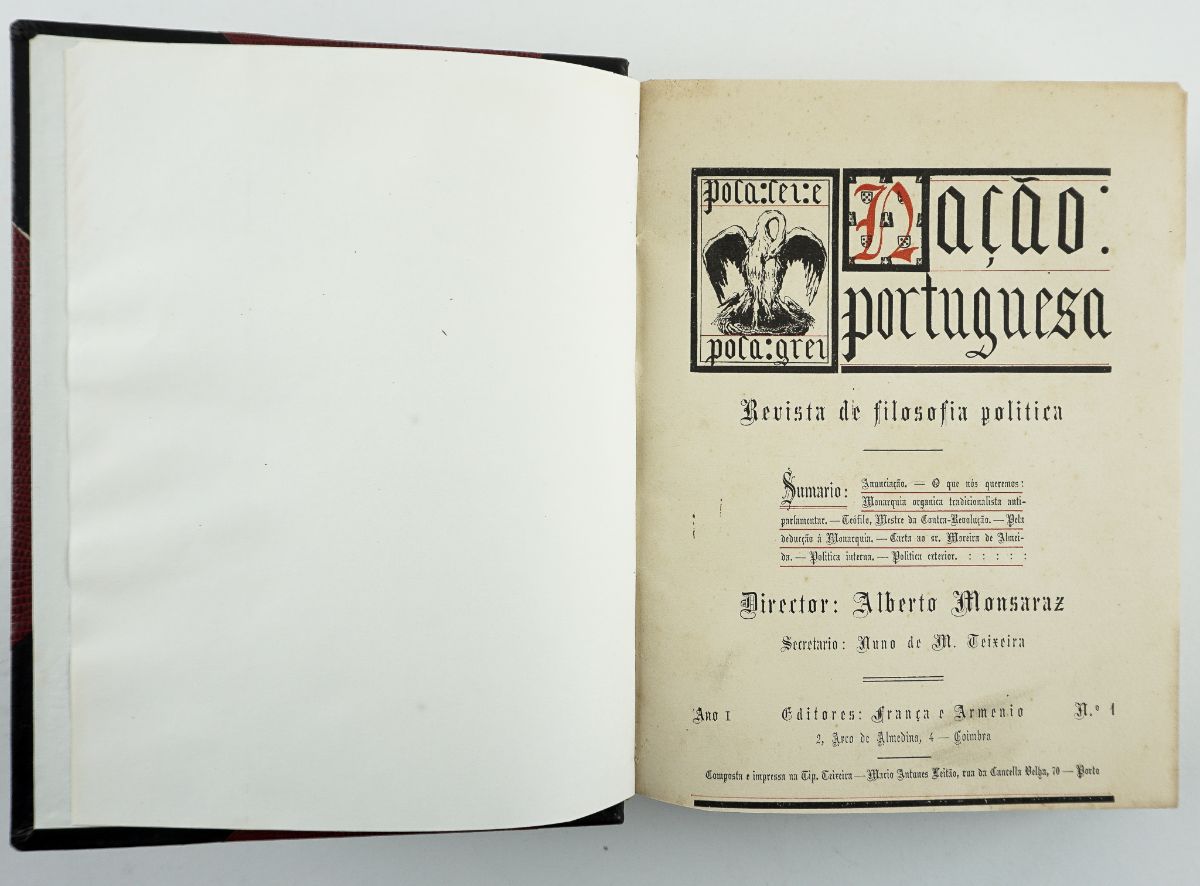 pola:lei:e
pola:grei
Nação:
portuguesa
Revista de filosofia politica
Sumario: Anunciação. — O que nós queremos:
Monarquia organica tradicionalista anti-
parlamentar. — Teófilo, Mestre da Contra-Revolução. — Pela
dedução á Monarquia. — Carta ao sr. Moreira de Almei-
da. — Politica interna. — Politica exterior. : : : : :
Director: Alberto Monsaraz
Secretario: Nuno de M. Teixeira
Ano I Editores: França e Armenio N.º 1
2, Arco de Almedina, 4 — Coimbra
Composta e impressa na Tip. Teixeira — Mario Antunes Leitão, rua da Cancella Velha, 70 — Porto